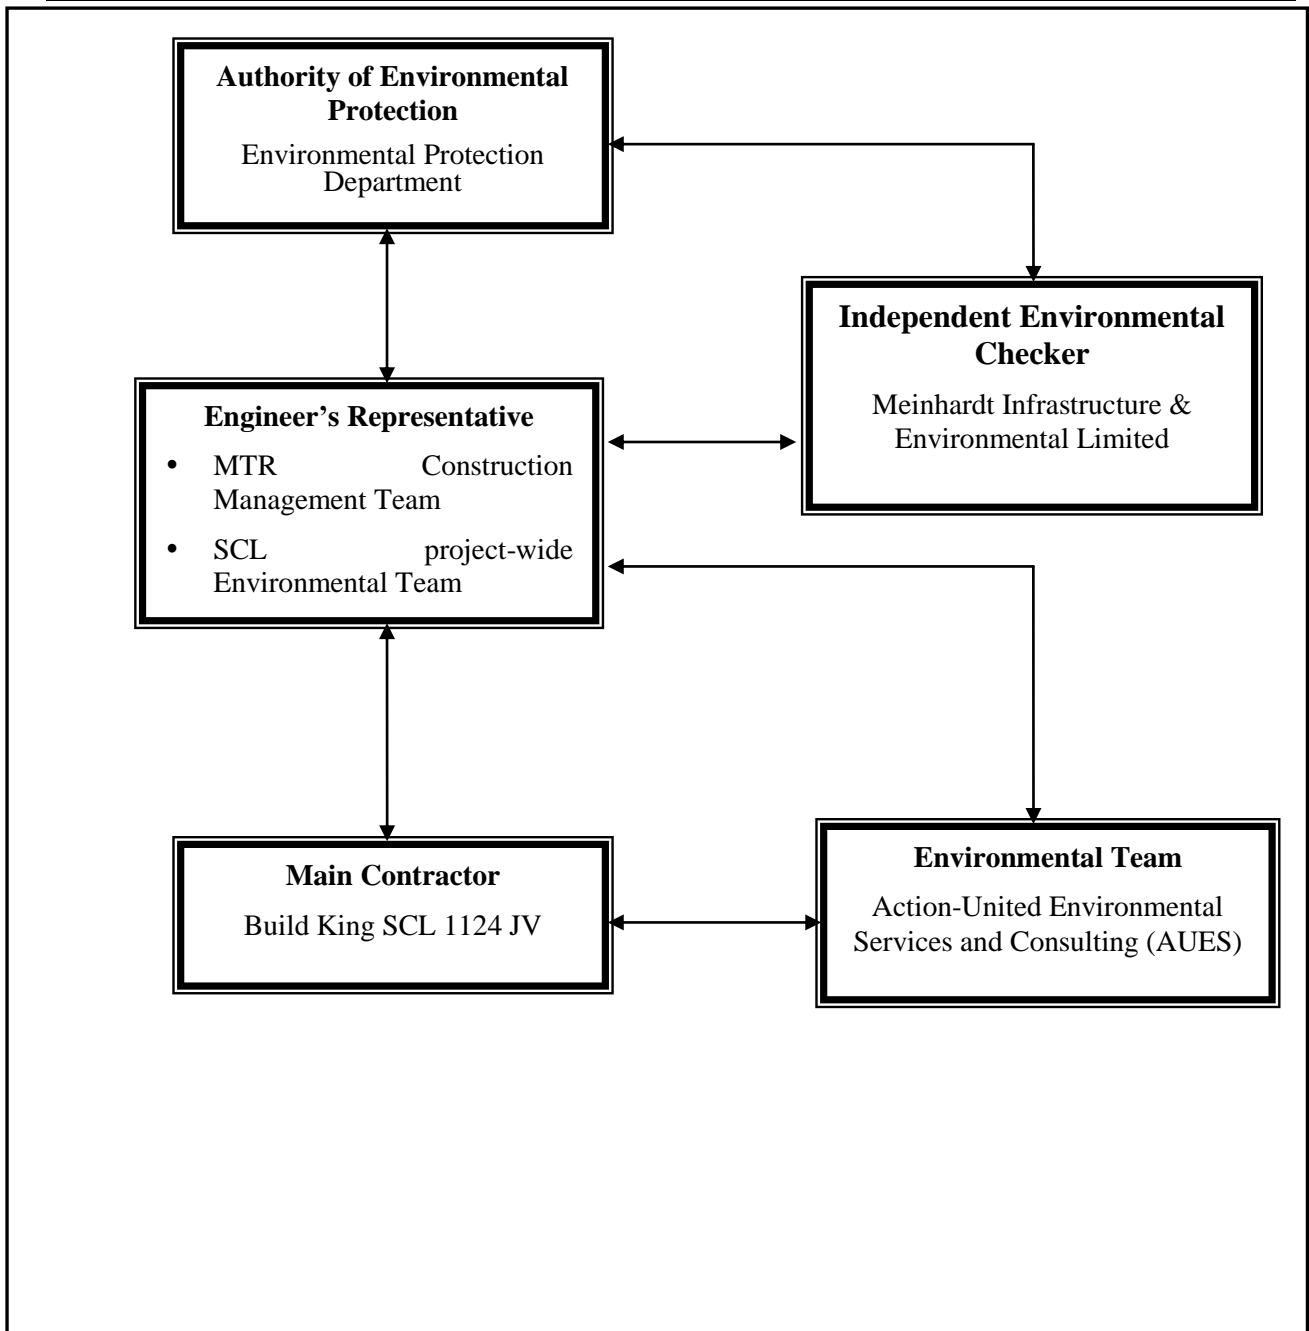 Authority of Environmental
Protection
Environmental Protection
Department
Independent Environmental
Checker
Meinhardt Infrastructure &
Environmental Limited
Engineer’s Representative
• MTR Construction
Management Team
• SCL project-wide
Environmental Team
Main Contractor
Build King SCL 1124 JV
Environmental Team
Action-United Environmental
Services and Consulting (AUES)